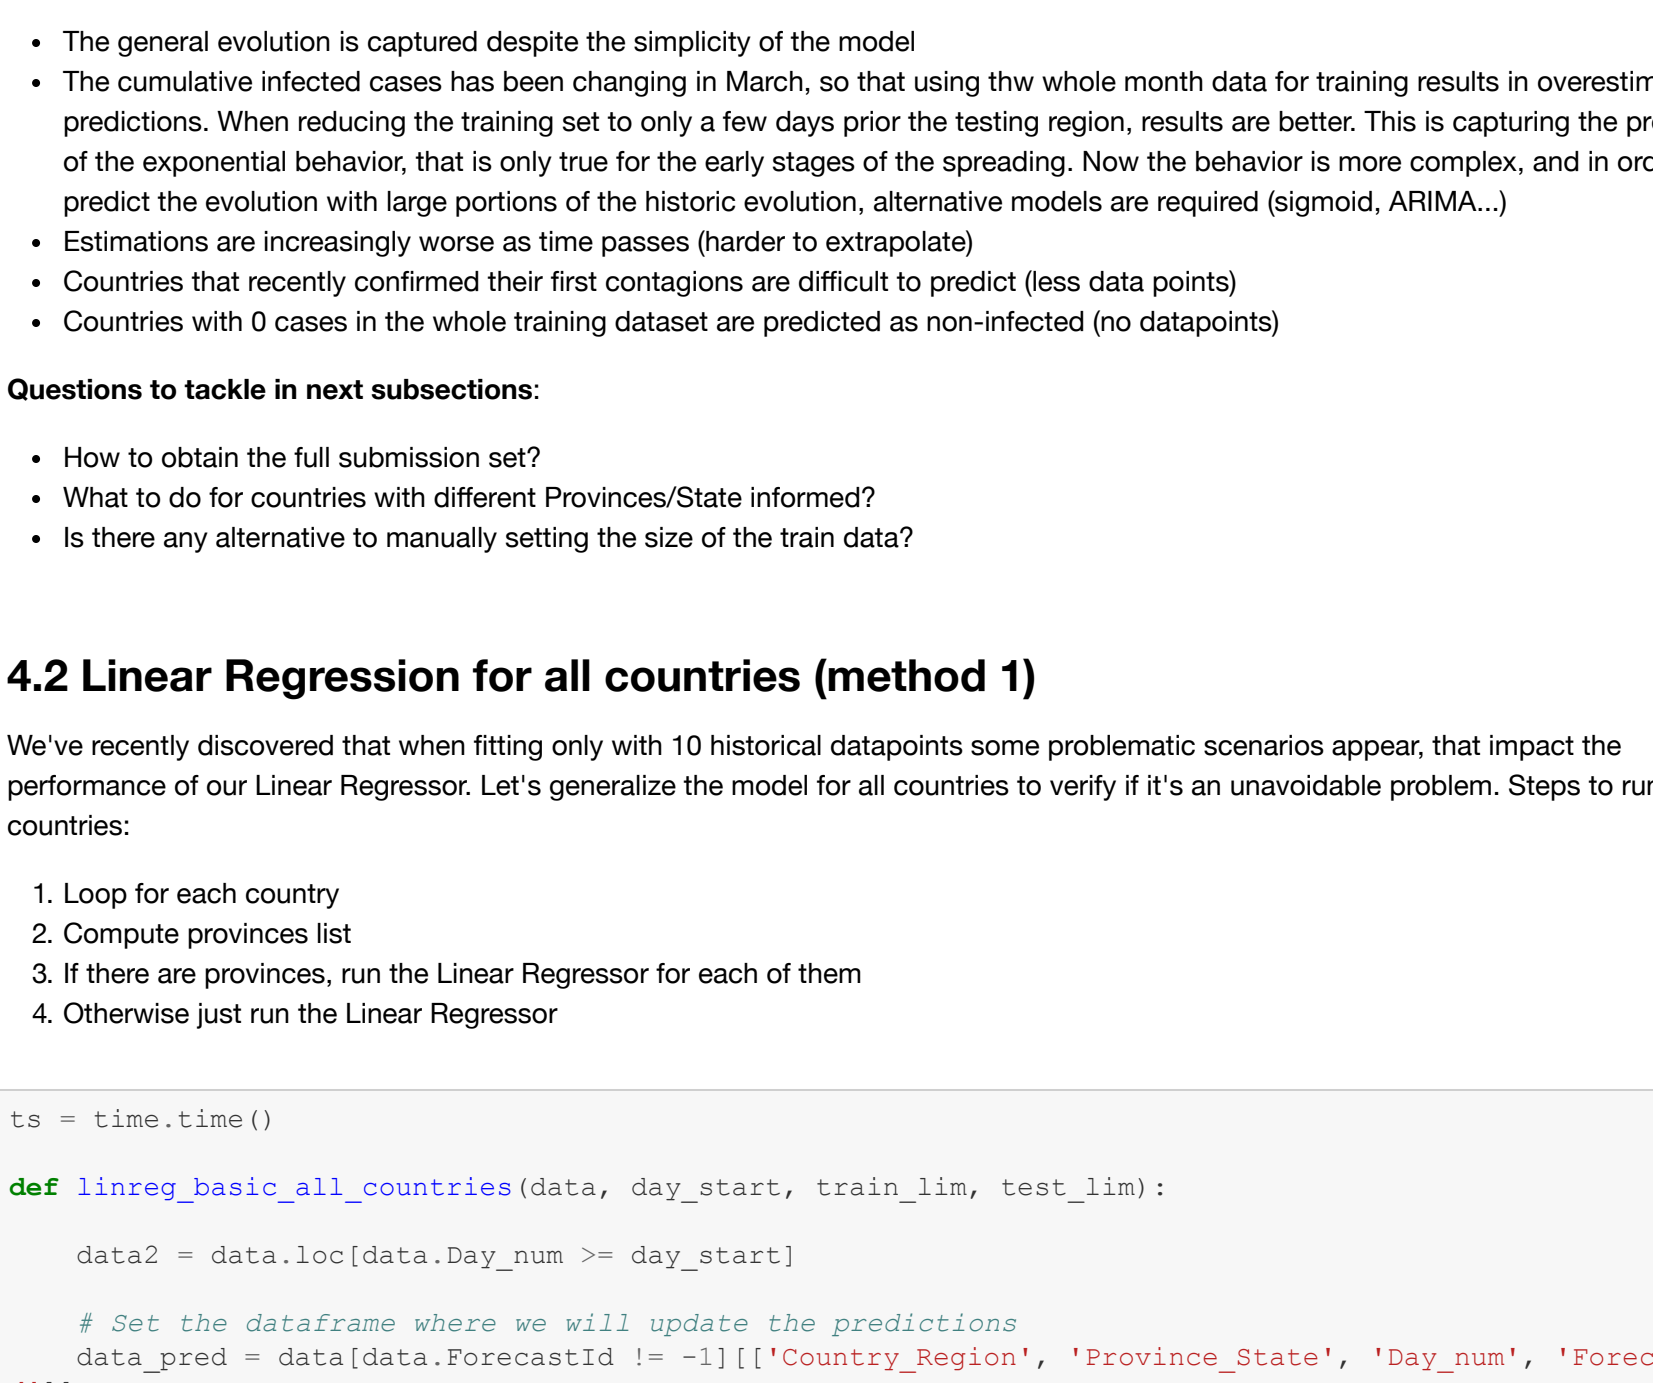 • The general evolution is captured despite the simplicity of the model
• The cumulative infected cases has been changing in March, so that using thw whole month data for training results in
predictions. When reducing the training set to only a few days prior the testing region, results are better. This is capturing the
of the exponential behavior, that is only true for the early stages of the spreading. Now the behavior is more complex, and in
predict the evolution with large portions of the historic evolution, alternative models are required (sigmoid, ARIMA...)
• Estimations are increasingly worse as time passes (harder to extrapolate)
• Countries that recently confirmed their first contagions are difficult to predict (less data points)
• Countries with 0 cases in the whole training dataset are predicted as non-infected (no datapoints)
Questions to tackle in next subsections:
• How to obtain the full submission set?
• What to do for countries with different Provinces/State informed?
• Is there any alternative to manually setting the size of the train data?
4.2 Linear Regression for all countries (method 1)
We've recently discovered that when fitting only with 10 historical datapoints some problematic scenarios appear, that impact the
performance of our Linear Regressor. Let's generalize the model for all countries to verify if it's an unavoidable problem. Steps to
countries:
1. Loop for each country
2. Compute provinces list
3. If there are provinces, run the Linear Regressor for each of them
4. Otherwise just run the Linear Regressor
ts = time.time()
def linreg_basic_all_countries(data, day_start, train_lim, test_lim):
data2 = data.loc[data.Day_num >= day_start]
# Set the dataframe where we will update the predictions
data_pred = data[data.ForecastId != -1][['Country_Region', 'Province_State', 'Day_num',